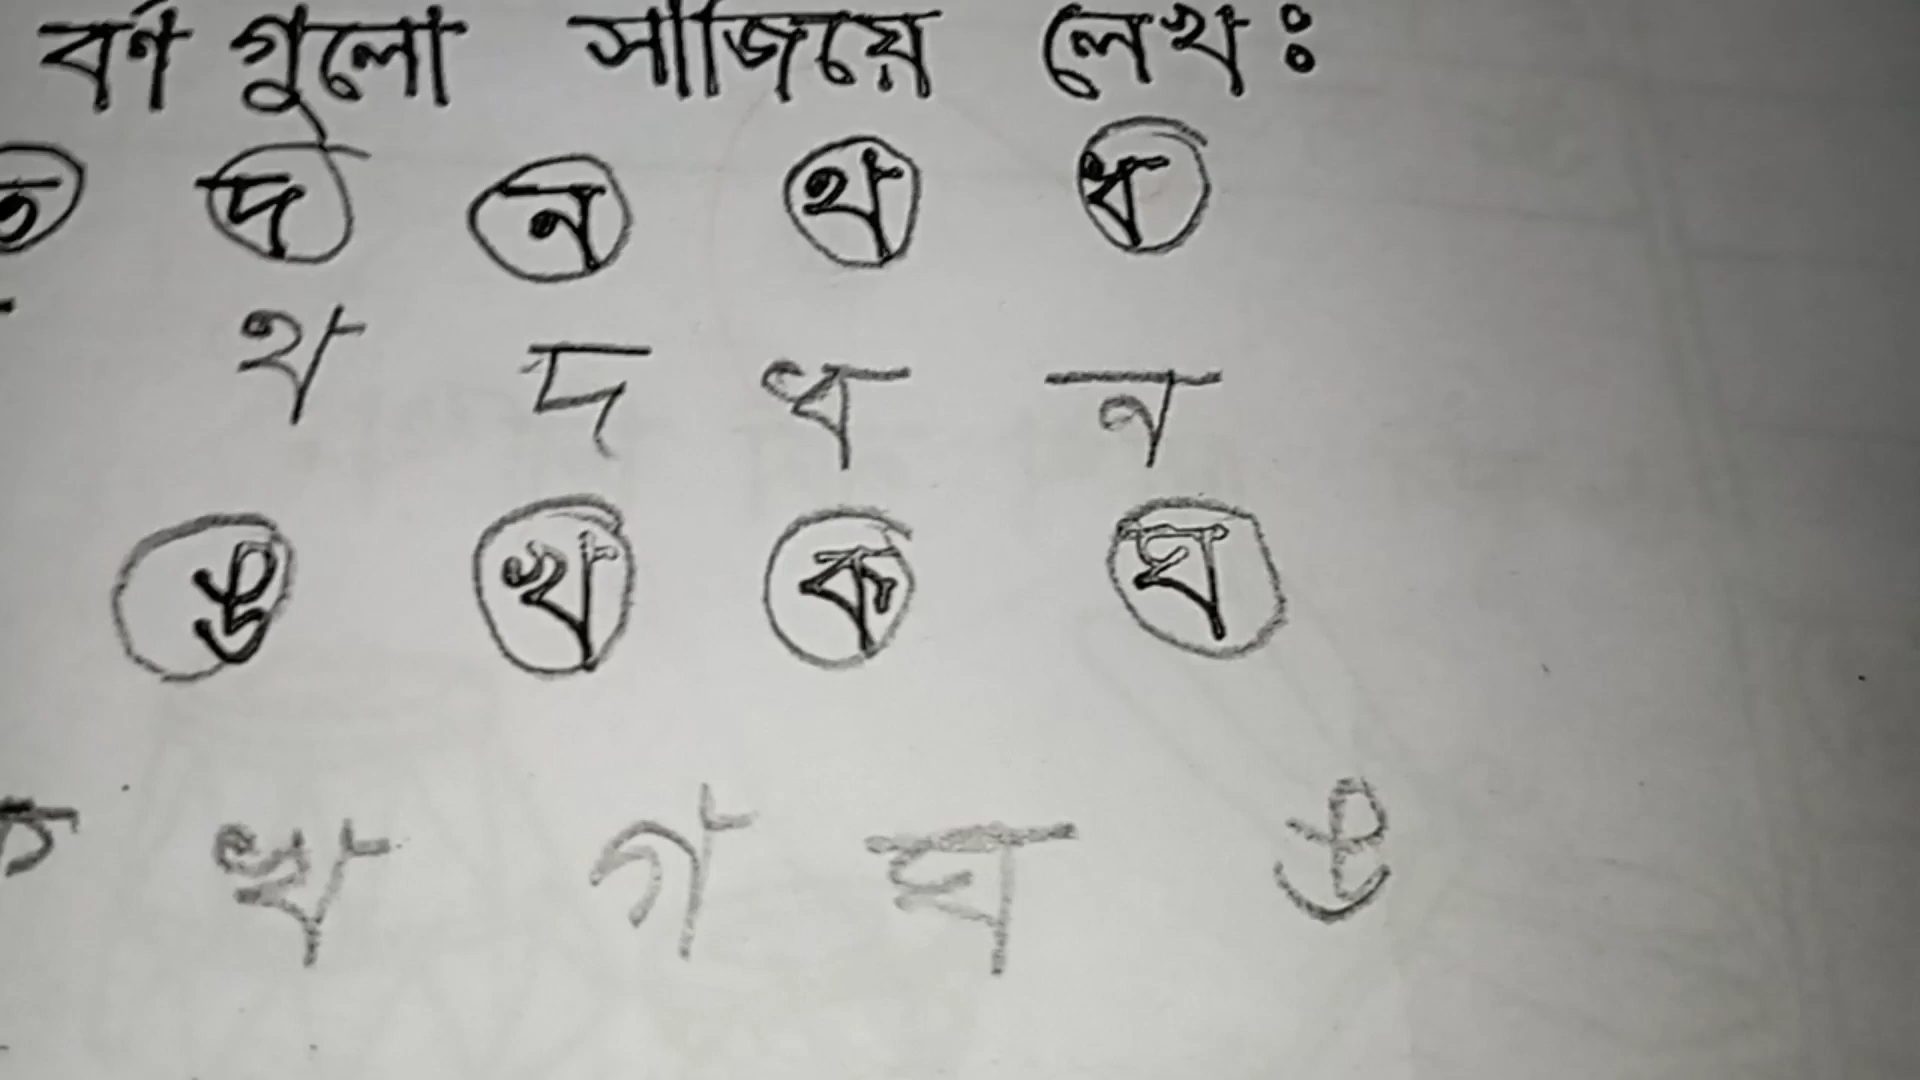 বর্ণ গুলো সাজিয়ে লেখঃ
ত দ ন থ ধ
থ দ ধ ন
ঙ খ ক ঘ
ক খ গ ঘ ঙ